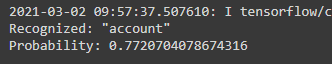 2021-03-02 09:57:37.507610: I tensorflow/c
Recognized: "account"
Probability: 0.7720704078674316